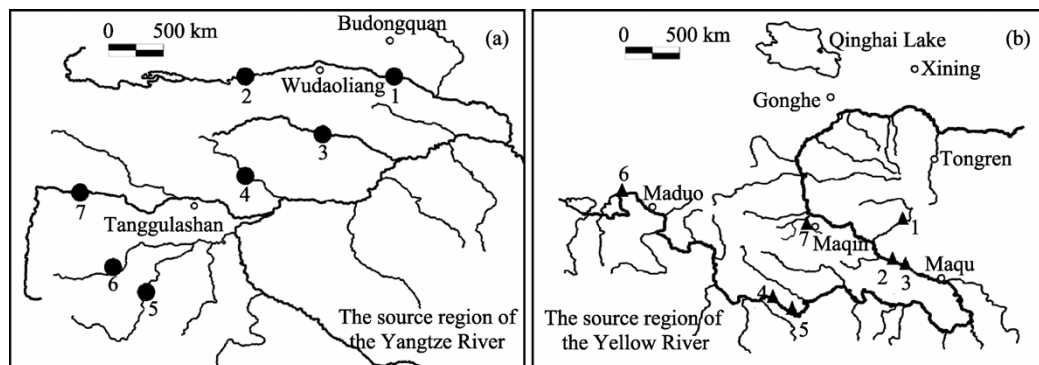 Budongquan
(a)
0 500 km
Wudaoliang
2
1
3
4
7
Tanggulashan
6
5
The source region of
the Yangtze River
(b)
0 500 km
Qinghai Lake
Xining
Gonghe
Tongren
6
Maduo
1
7
Maqin
2
3
Maqu
4
5
The source region of
the Yellow River